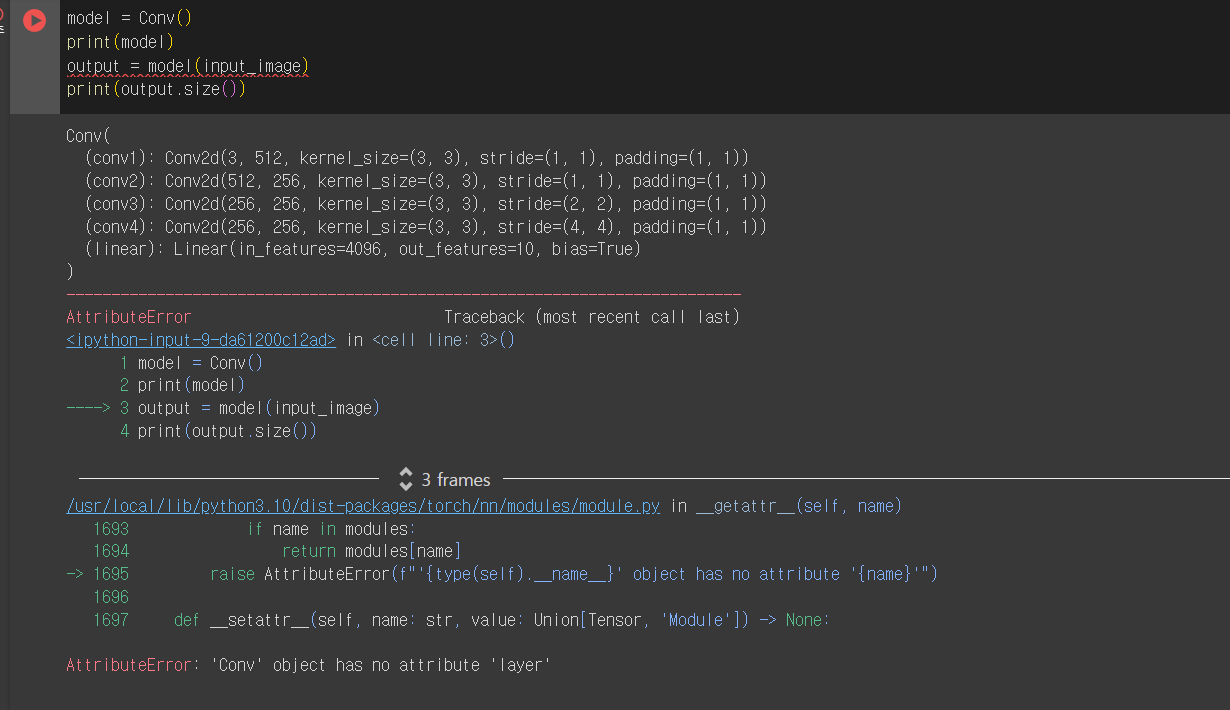 model = Conv()
print(model)
output = model(input_image)
print(output.size())
Conv(
  (conv1): Conv2d(3, 512, kernel_size=(3, 3), stride=(1, 1), padding=(1, 1))
  (conv2): Conv2d(512, 256, kernel_size=(3, 3), stride=(1, 1), padding=(1, 1))
  (conv3): Conv2d(256, 256, kernel_size=(3, 3), stride=(2, 2), padding=(1, 1))
  (conv4): Conv2d(256, 256, kernel_size=(3, 3), stride=(4, 4), padding=(1, 1))
  (linear): Linear(in_features=4096, out_features=10, bias=True)
)
---------------------------------------------------------------------------
AttributeError                            Traceback (most recent call last)
<ipython-input-9-da61200c12ad> in <cell line: 3>()
      1 model = Conv()
      2 print(model)
----> 3 output = model(input_image)
      4 print(output.size())
3 frames
/usr/local/lib/python3.10/dist-packages/torch/nn/modules/module.py in __getattr__(self, name)
   1693             if name in modules:
   1694                 return modules[name]
-> 1695         raise AttributeError(f"'{type(self).__name__}' object has no attribute '{name}'")
   1696
   1697     def __setattr__(self, name: str, value: Union[Tensor, 'Module']) -> None:
AttributeError: 'Conv' object has no attribute 'layer'